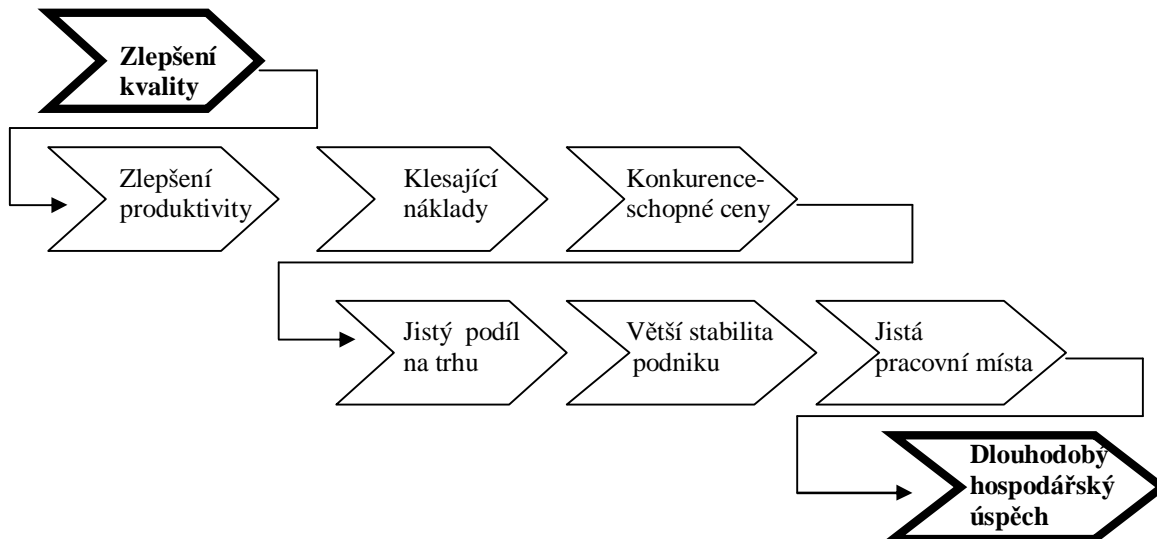 Zlepšení
kvality
Zlepšení
produktivity
Klesající
náklady
Konkurence-
schopné ceny
Jistý podíl
na trhu
Větší stabilita
podniku
Jistá
pracovní místa
Dlouhodobý
hospodářský
úspěch